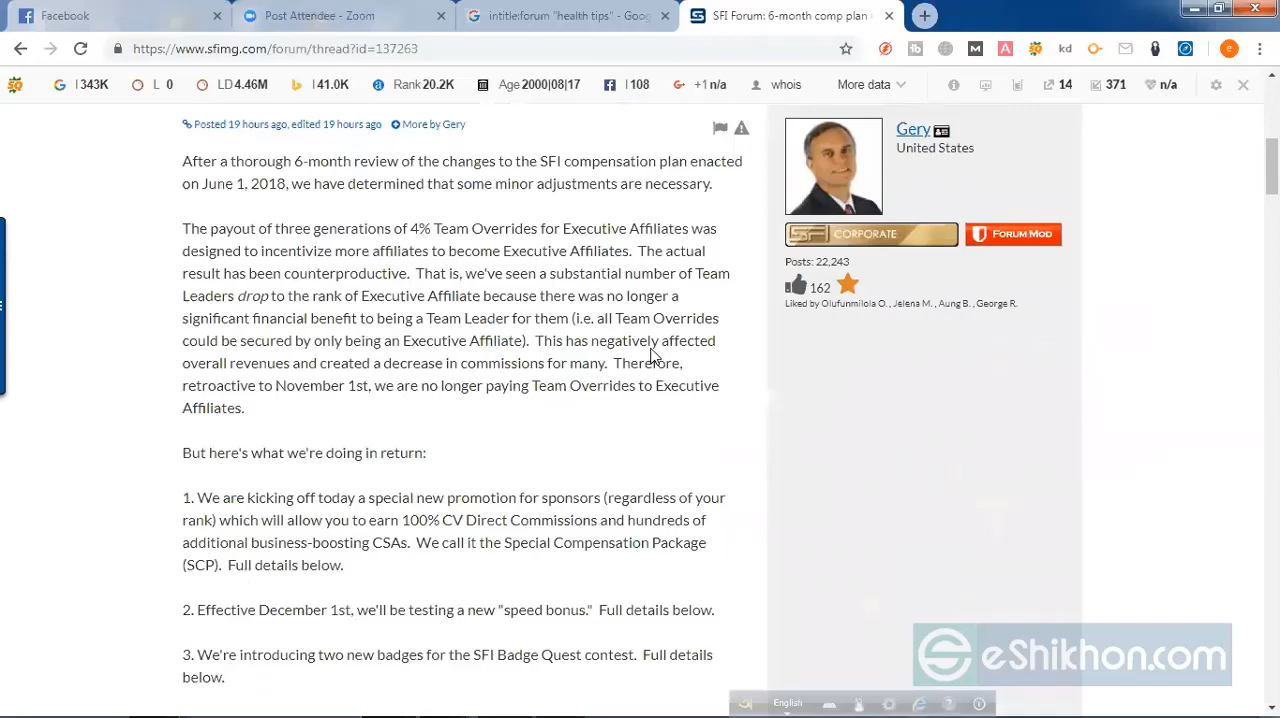 Facebook
Post Attendee - Zoom
intitle:forum "health tips" - Goog
SFI Forum: 6-month comp plan
https://www.sfimg.com/forum/thread?id=137263
kd
e
I 343K
L 0
LD 4.46M
I 41.0K
Rank 20.2K
Age 2000|08|17
I 108
+1 n/a
whois
More data
14
371
n/a
Posted 19 hours ago, edited 19 hours ago
More by Gery
After a thorough 6-month review of the changes to the SFI compensation plan enacted
on June 1, 2018, we have determined that some minor adjustments are necessary.
The payout of three generations of 4% Team Overrides for Executive Affiliates was
designed to incentivize more affiliates to become Executive Affiliates. The actual
result has been counterproductive. That is, we've seen a substantial number of Team
Leaders drop to the rank of Executive Affiliate because there was no longer a
significant financial benefit to being a Team Leader for them (i.e. all Team Overrides
could be secured by only being an Executive Affiliate). This has negatively affected
overall revenues and created a decrease in commissions for many. Therefore,
retroactive to November 1st, we are no longer paying Team Overrides to Executive
Affiliates.
But here's what we're doing in return:
1. We are kicking off today a special new promotion for sponsors (regardless of your
rank) which will allow you to earn 100% CV Direct Commissions and hundreds of
additional business-boosting CSAs. We call it the Special Compensation Package
(SCP). Full details below.
2. Effective December 1st, we'll be testing a new "speed bonus." Full details below.
3. We're introducing two new badges for the SFI Badge Quest contest. Full details
below.
Gery
United States
SFI CORPORATE
FORUM MOD
Posts: 22,243
162
Liked by Olufunmilola O. , Jelena M. , Aung B. , George R.
eShikhon.com
English